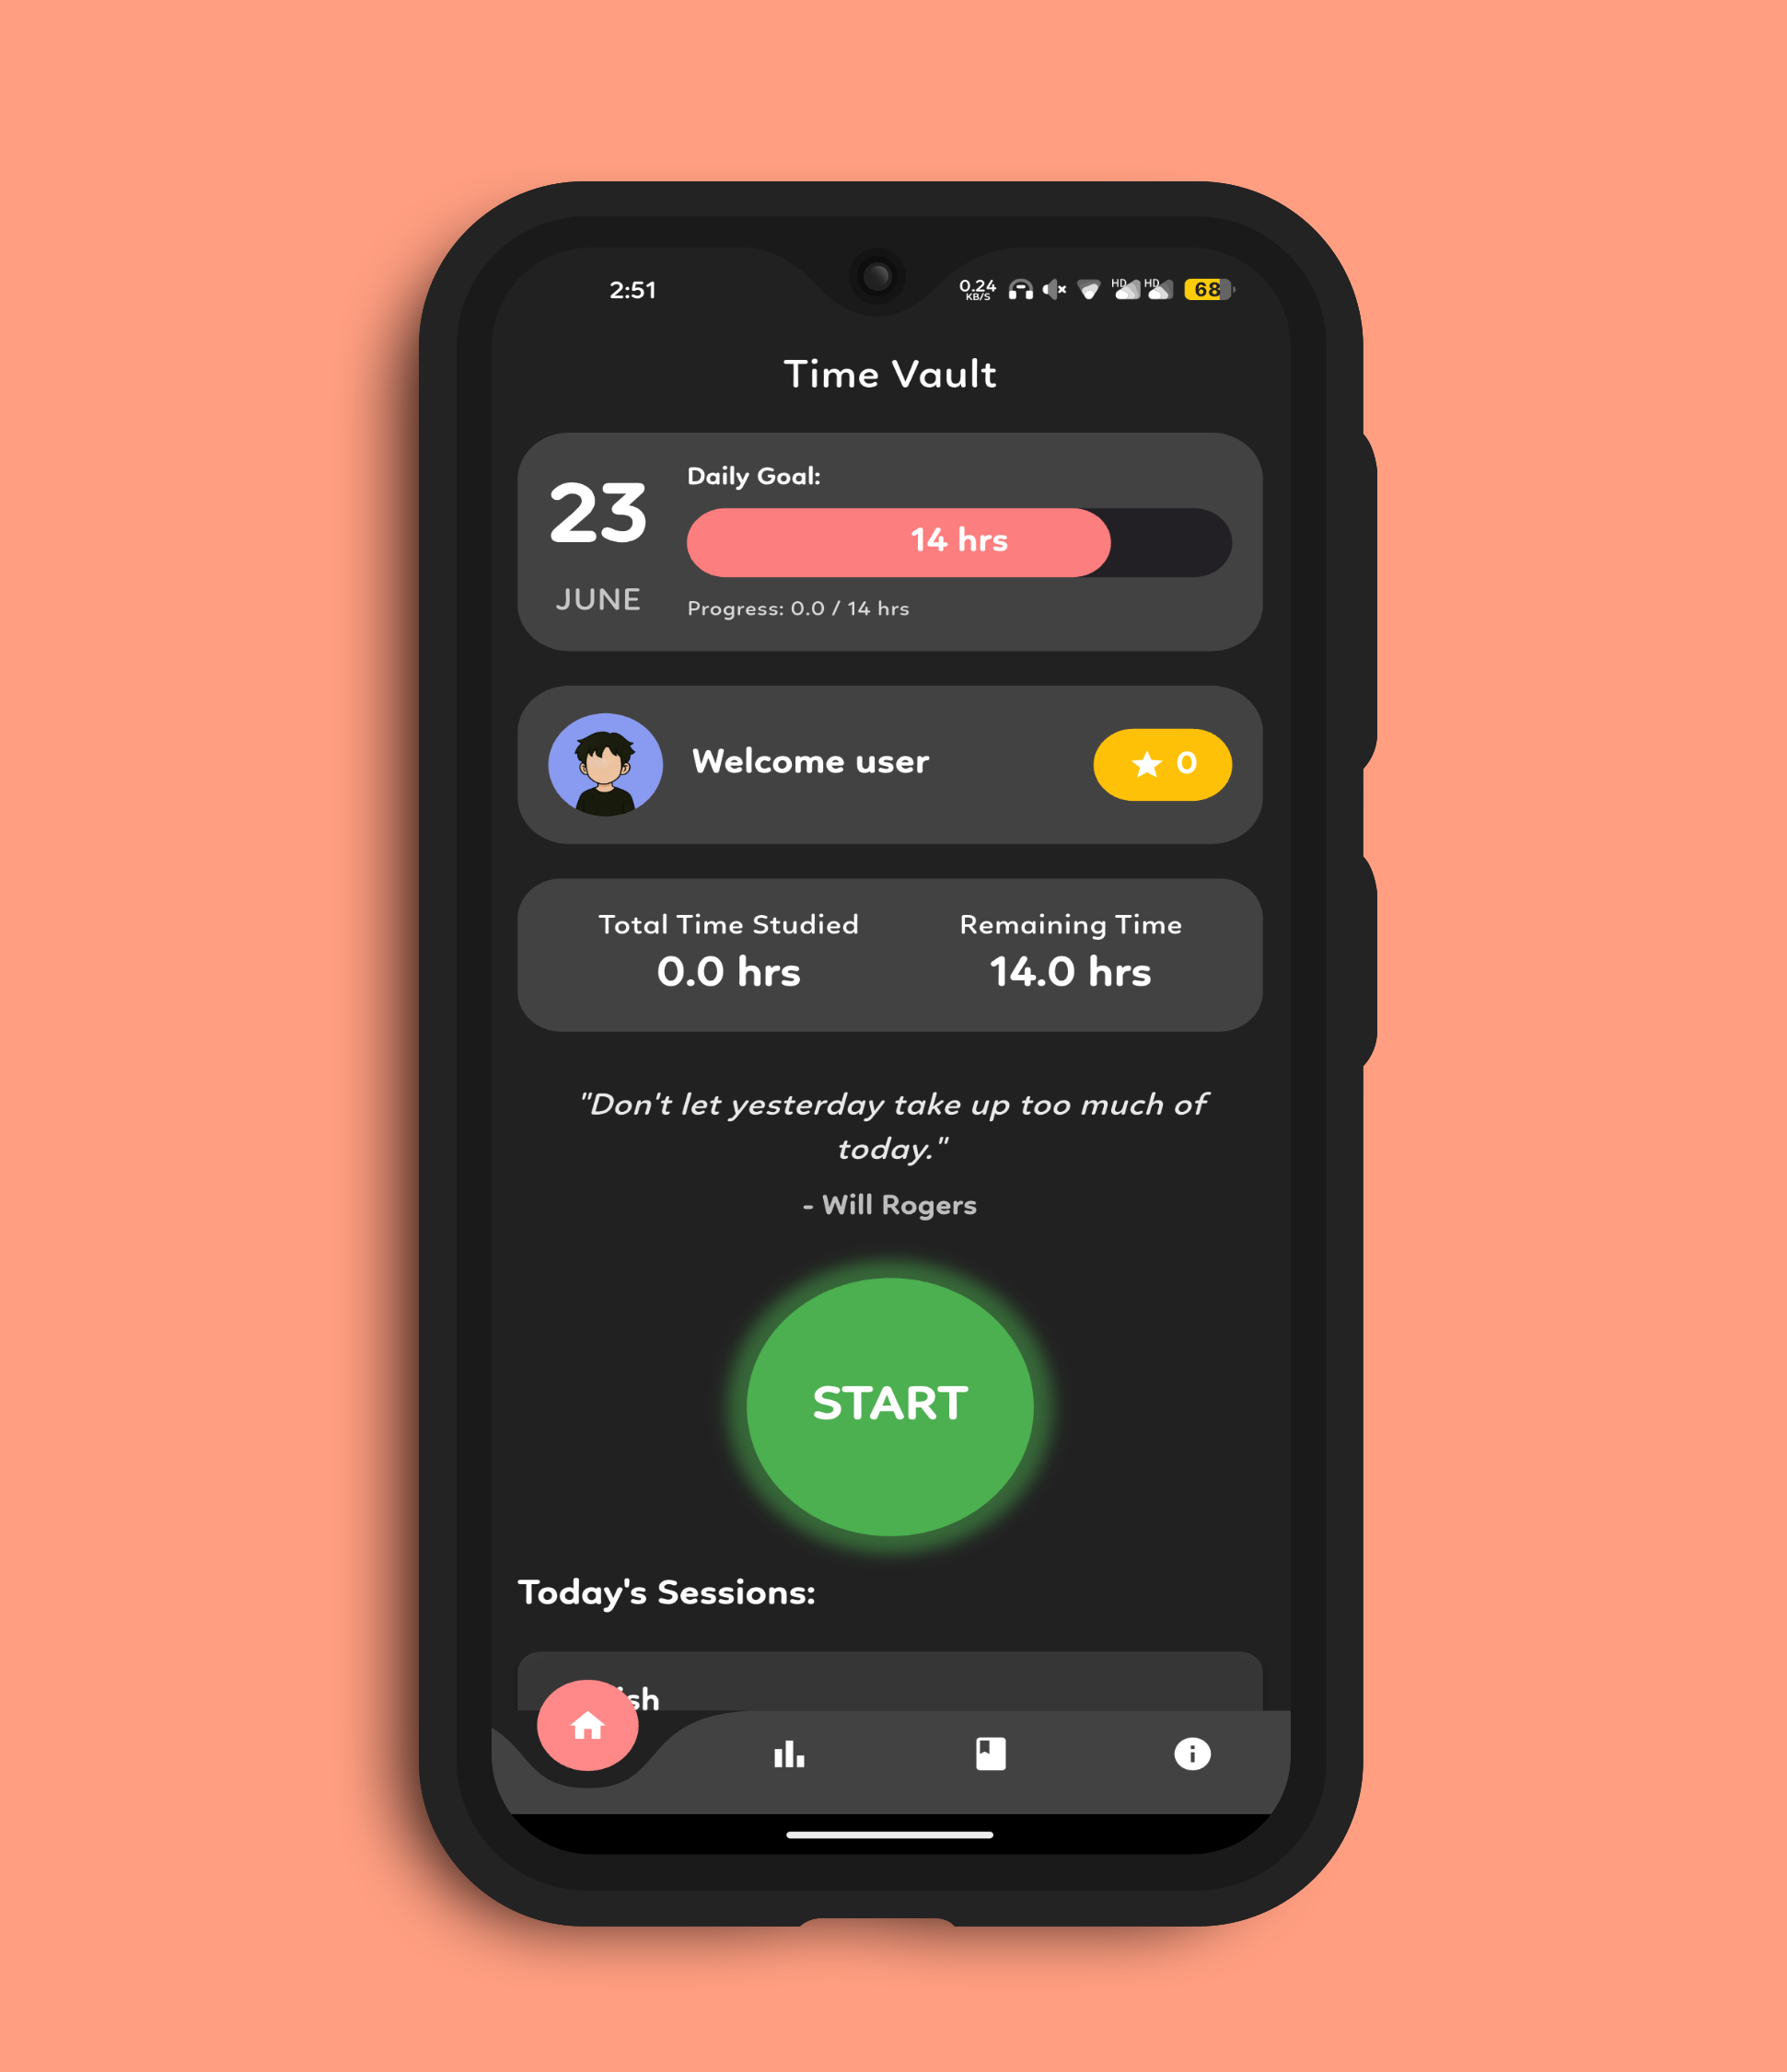 2:51
0.24
KB/S
HD
HD
68
Time Vault
23
JUNE
Daily Goal:
14 hrs
Progress: 0.0 / 14 hrs
Welcome user
0
Total Time Studied
0.0 hrs
Remaining Time
14.0 hrs
"Don't let yesterday take up too much of
today."
- Will Rogers
START
Today's Sessions: